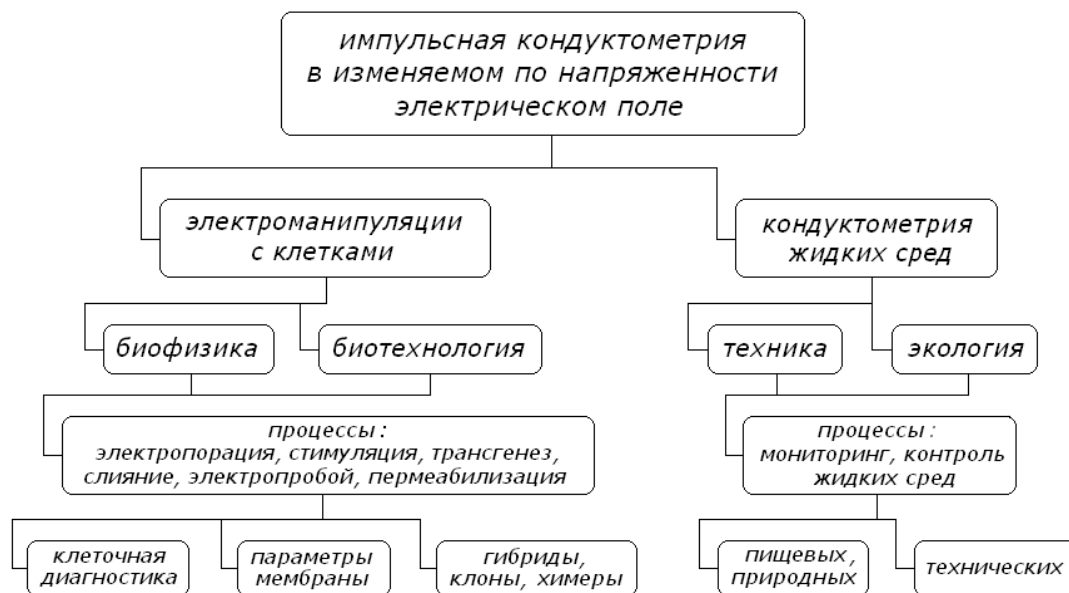 импульсная кондуктометрия
в изменяемом по напряженности
электрическом поле
электроманипуляции
с клетками
кондуктометрия
жидких сред
биофизика
биотехнология
техника
экология
процессы :
электропорация, стимуляция, трансгенез,
слияние, электропробой, пермеабилизация
процессы :
мониторинг, контроль
жидких сред
клеточная
диагностика
параметры
мембраны
гибриды,
клоны, химеры
пищевых,
природных
технических